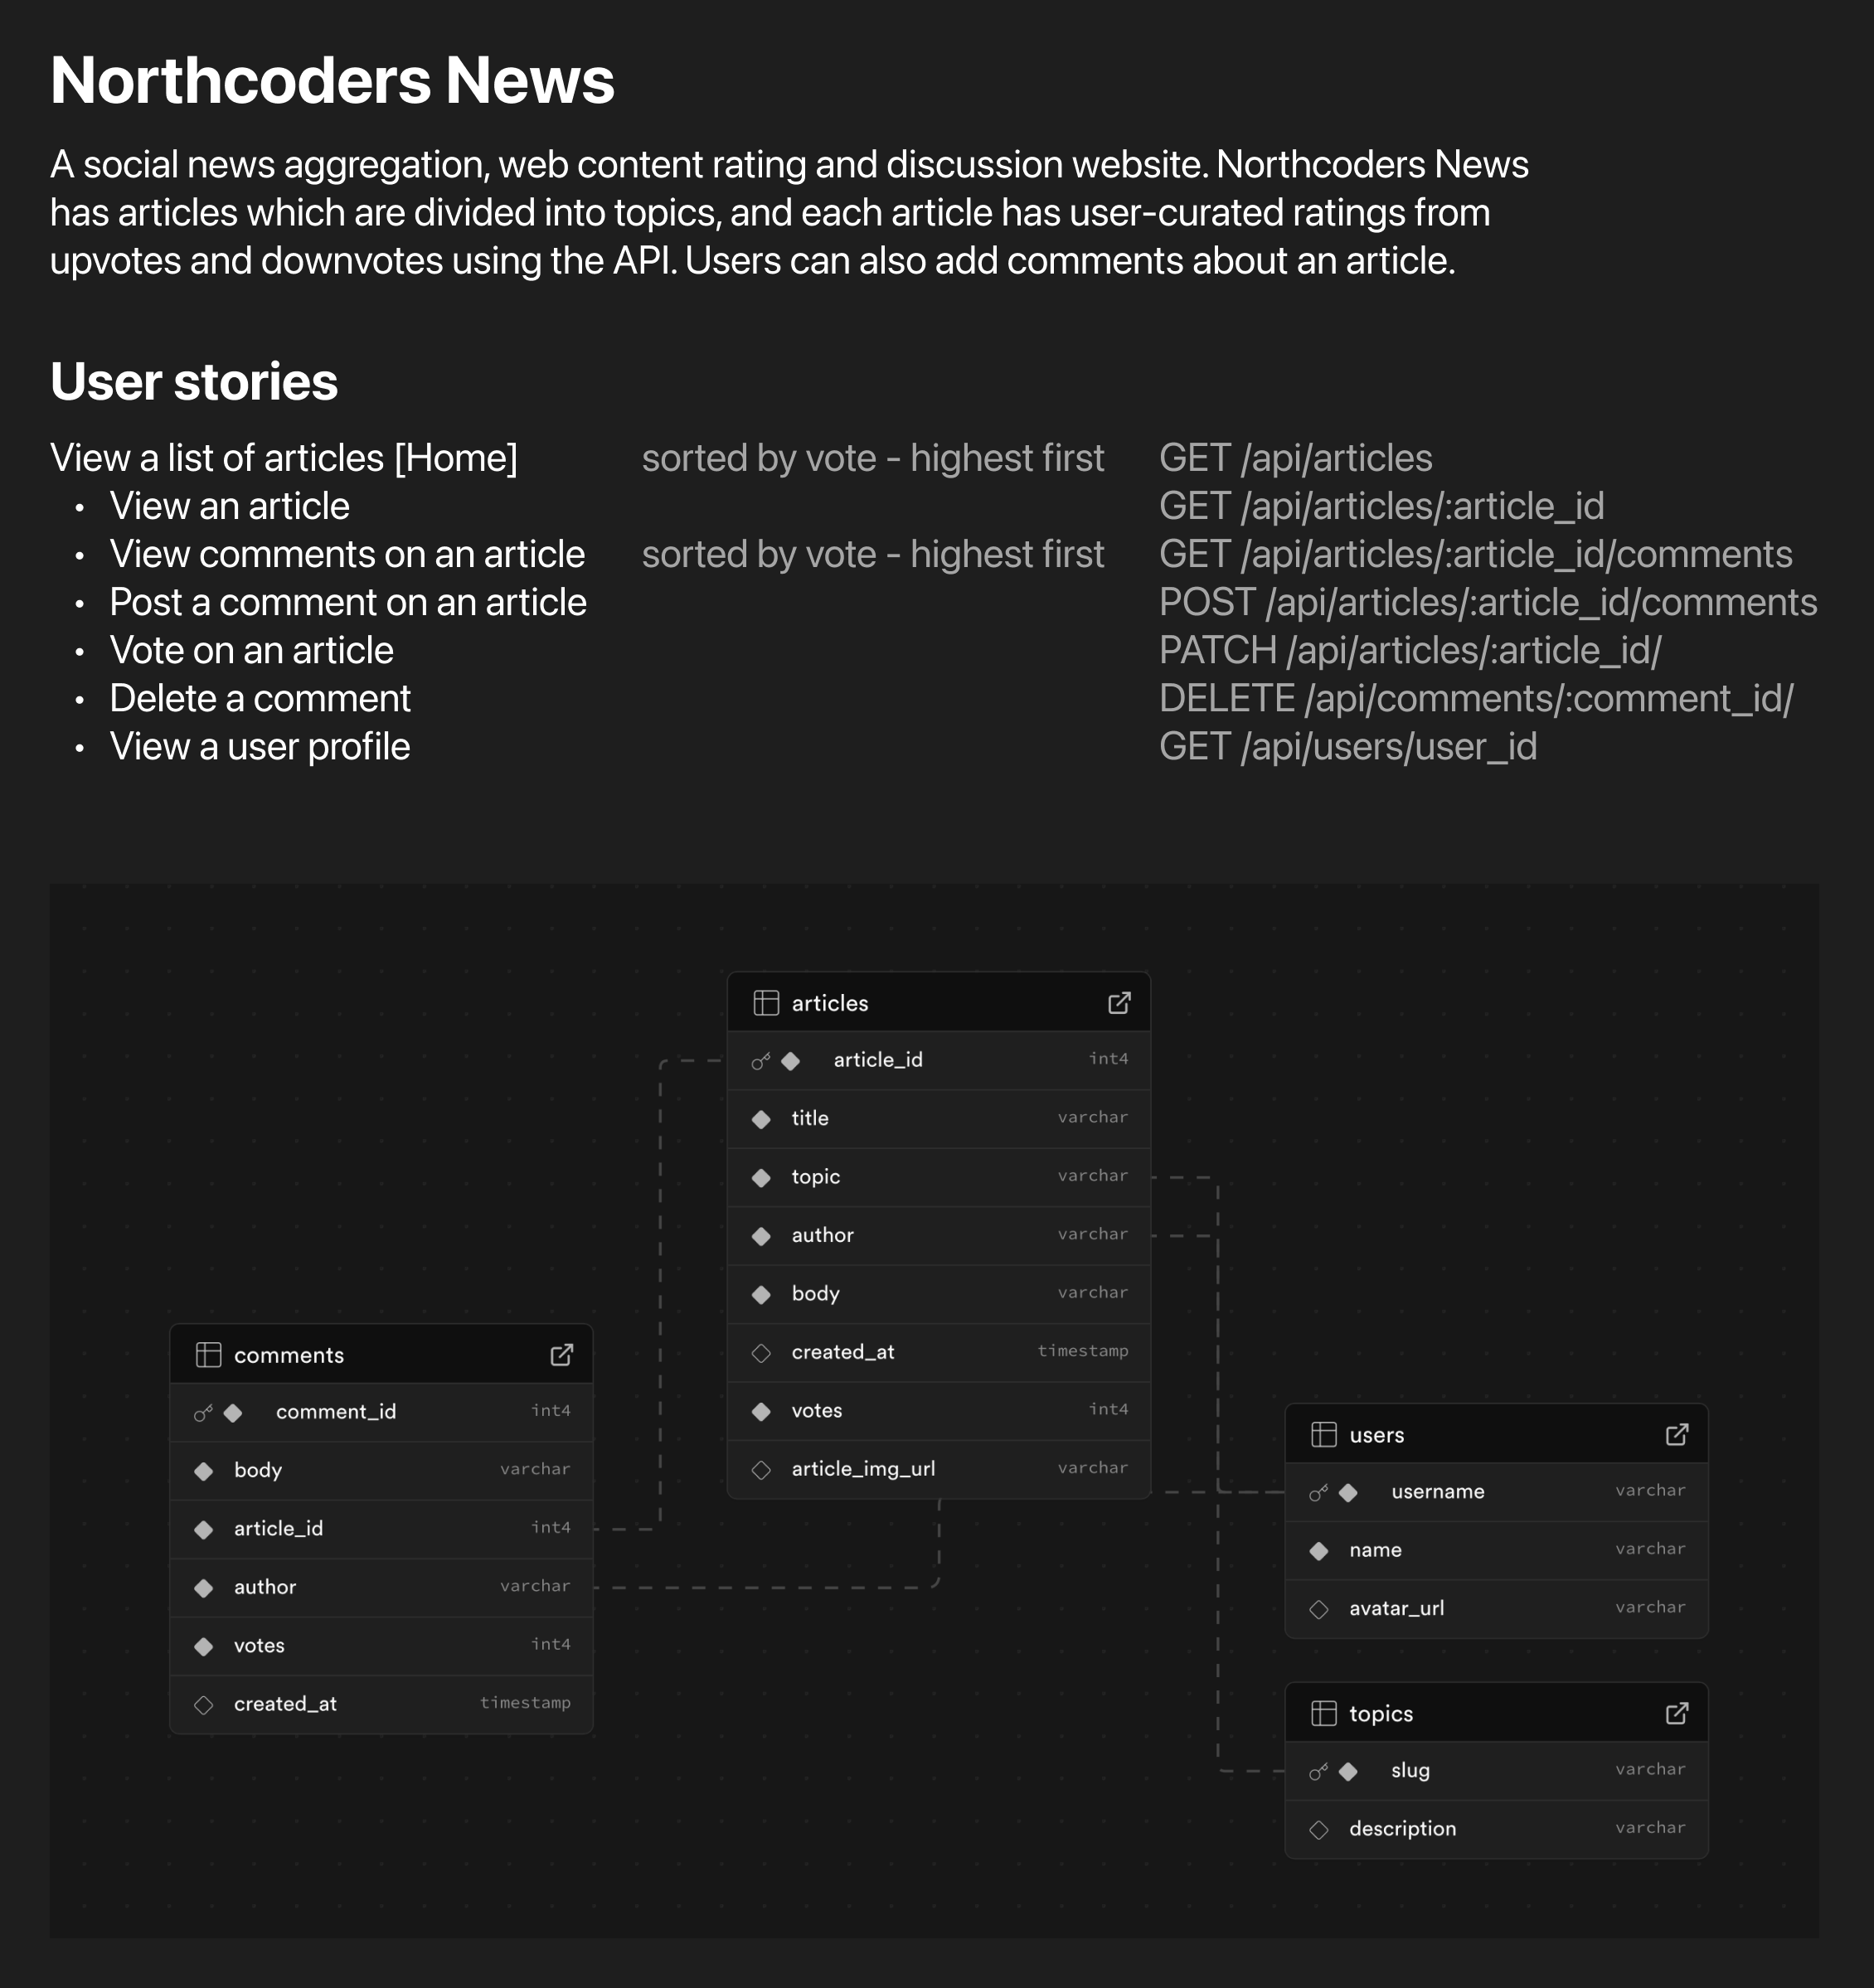 Northcoders News
A social news aggregation, web content rating and discussion website. Northcoders News
has articles which are divided into topics, and each article has user-curated ratings from
upvotes and downvotes using the API. Users can also add comments about an article.
User stories
View a list of articles [Home] sorted by vote - highest first GET /api/articles
• View an article GET /api/articles/:article_id
• View comments on an article sorted by vote - highest first GET /api/articles/:article_id/comments
• Post a comment on an article POST /api/articles/:article_id/comments
• Vote on an article PATCH /api/articles/:article_id/
• Delete a comment DELETE /api/comments/:comment_id/
• View a user profile GET /api/users/user_id
articles
article_id int4
title varchar
topic varchar
author varchar
body varchar
created_at timestamp
votes int4
article_img_url varchar
comments
comment_id int4
body varchar
article_id int4
author varchar
votes int4
created_at timestamp
users
username varchar
name varchar
avatar_url varchar
topics
slug varchar
description varchar